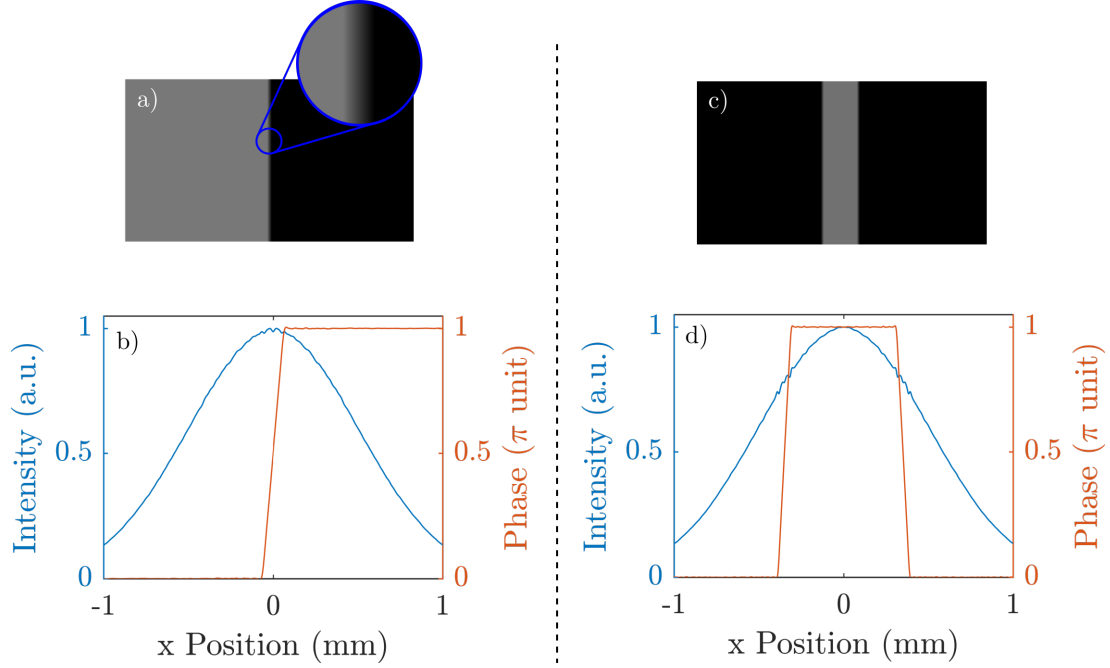 a)
c)
b)
Intensity (a.u.)
1
0.5
0
Phase (π unit)
1
0.5
0
-1
0
1
x Position (mm)
d)
Intensity (a.u.)
1
0.5
0
Phase (π unit)
1
0.5
0
-1
0
1
x Position (mm)